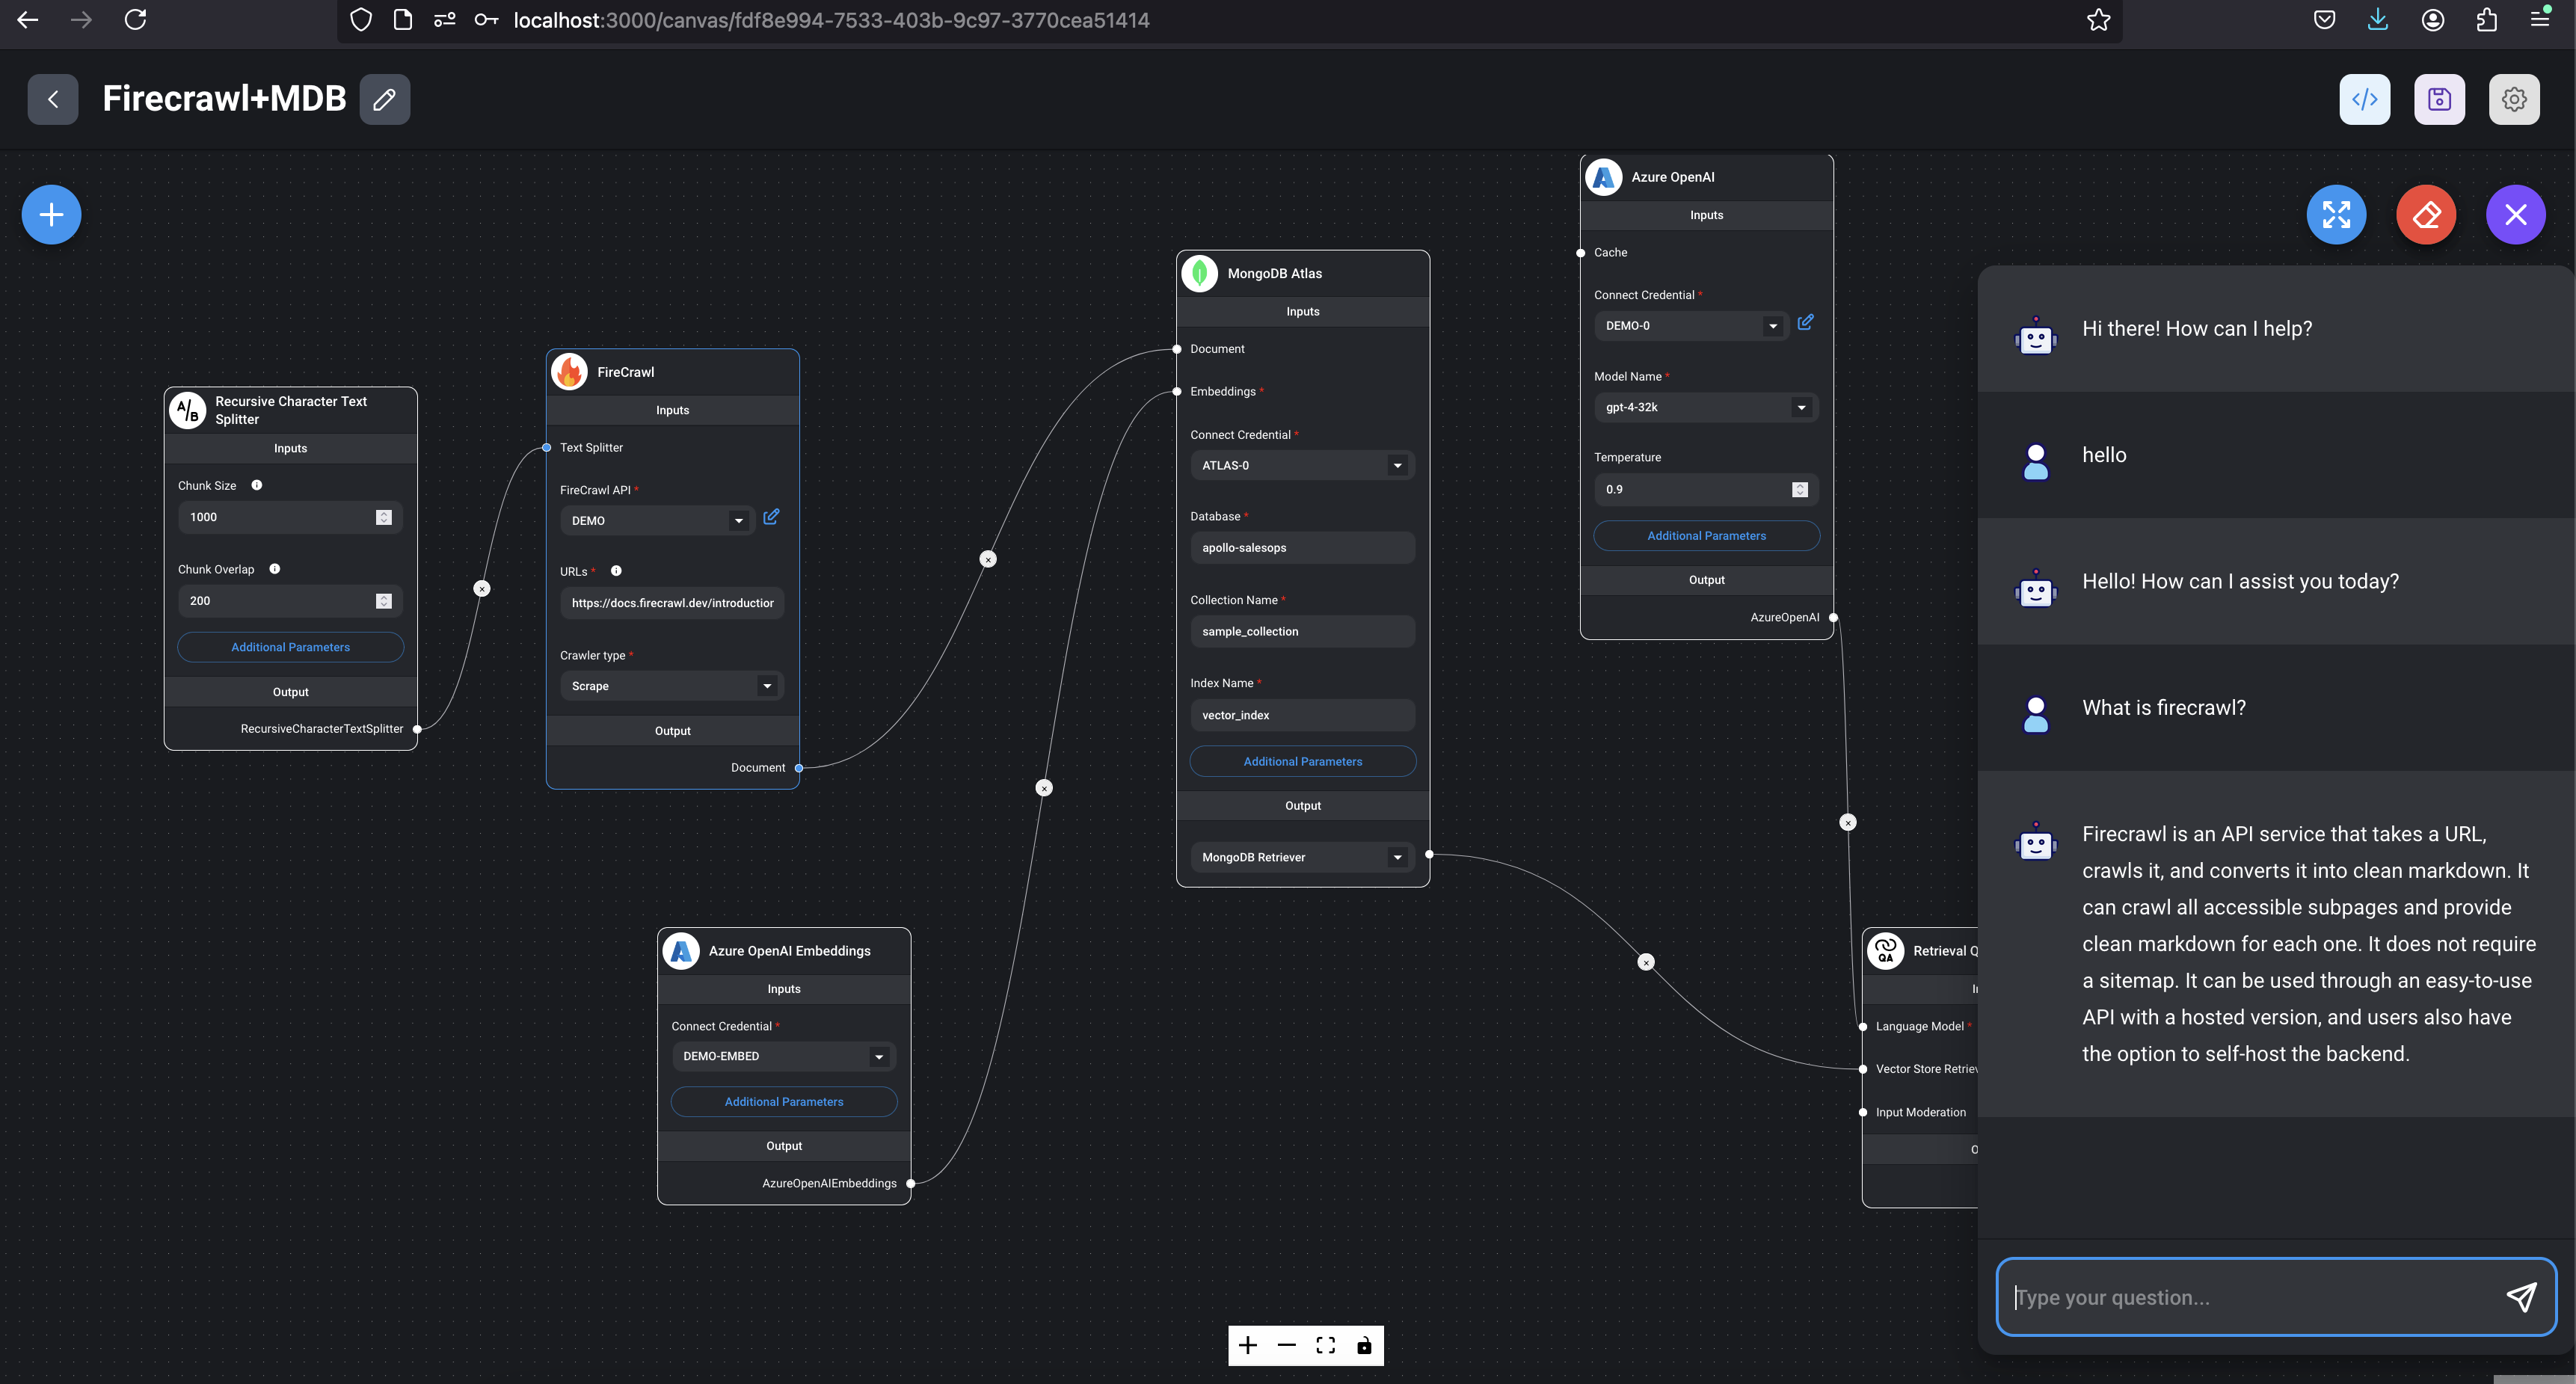 localhost:3000/canvas/fdf8e994-7533-403b-9c97-3770cea51414
Firecrawl+MDB
A/B
Recursive Character Text
Splitter
Inputs
Chunk Size
1000
Chunk Overlap
200
Additional Parameters
Output
RecursiveCharacterTextSplitter
FireCrawl
Inputs
Text Splitter
FireCrawl API *
DEMO
URLs *
https://docs.firecrawl.dev/introduction
Crawler type *
Scrape
Output
Document
Azure OpenAI Embeddings
Inputs
Connect Credential *
DEMO-EMBED
Additional Parameters
Output
AzureOpenAIEmbeddings
MongoDB Atlas
Inputs
Document
Embeddings *
Connect Credential *
ATLAS-0
Database *
apollo-salesops
Collection Name *
sample_collection
Index Name *
vector_index
Additional Parameters
Output
MongoDB Retriever
Azure OpenAI
Inputs
Cache
Connect Credential *
DEMO-0
Model Name *
gpt-4-32k
Temperature
0.9
Additional Parameters
Output
AzureOpenAI
QA
Retrieval Q
Language Model *
Vector Store Retriev
Input Moderation
Hi there! How can I help?
hello
Hello! How can I assist you today?
What is firecrawl?
Firecrawl is an API service that takes a URL,
crawls it, and converts it into clean markdown. It
can crawl all accessible subpages and provide
clean markdown for each one. It does not require
a sitemap. It can be used through an easy-to-use
API with a hosted version, and users also have
the option to self-host the backend.
Type your question...